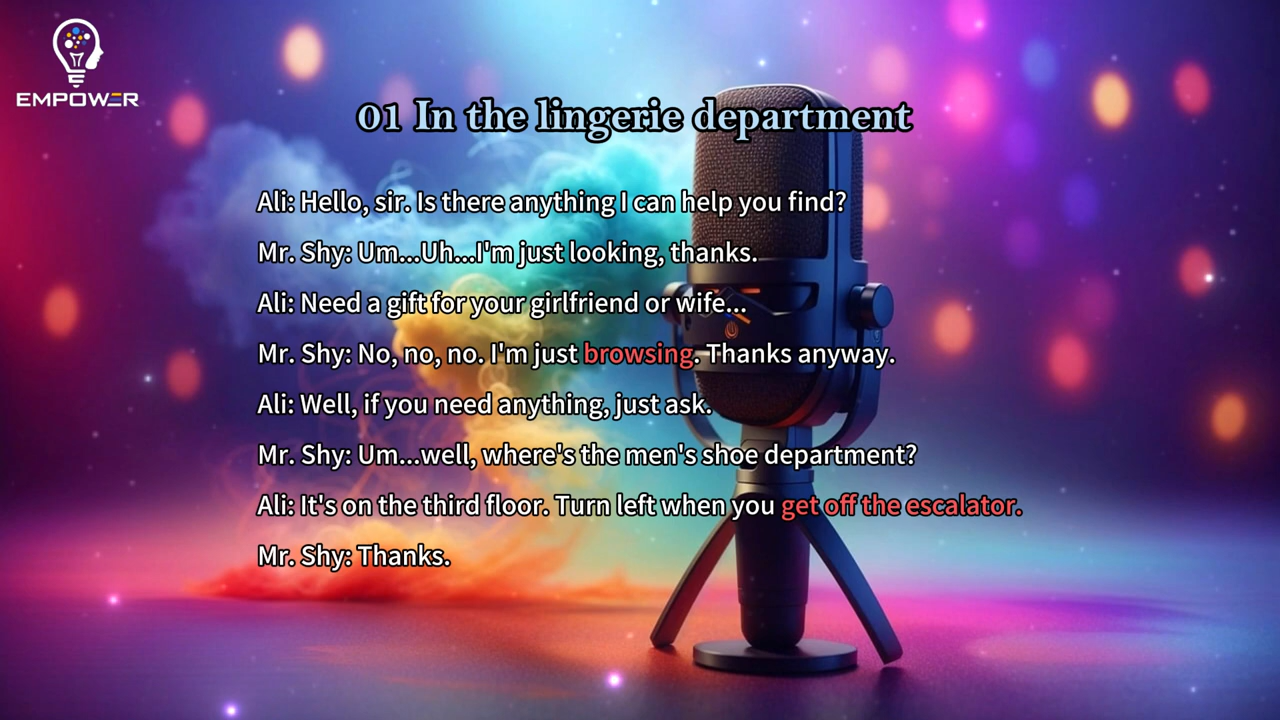 EMPOWER
01 In the lingerie department
Ali: Hello, sir. Is there anything I can help you find?
Mr. Shy: Um...Uh...I'm just looking, thanks.
Ali: Need a gift for your girlfriend or wife...
Mr. Shy: No, no, no. I'm just browsing. Thanks anyway.
Ali: Well, if you need anything, just ask.
Mr. Shy: Um...well, where's the men's shoe department?
Ali: It's on the third floor. Turn left when you get off the escalator.
Mr. Shy: Thanks.